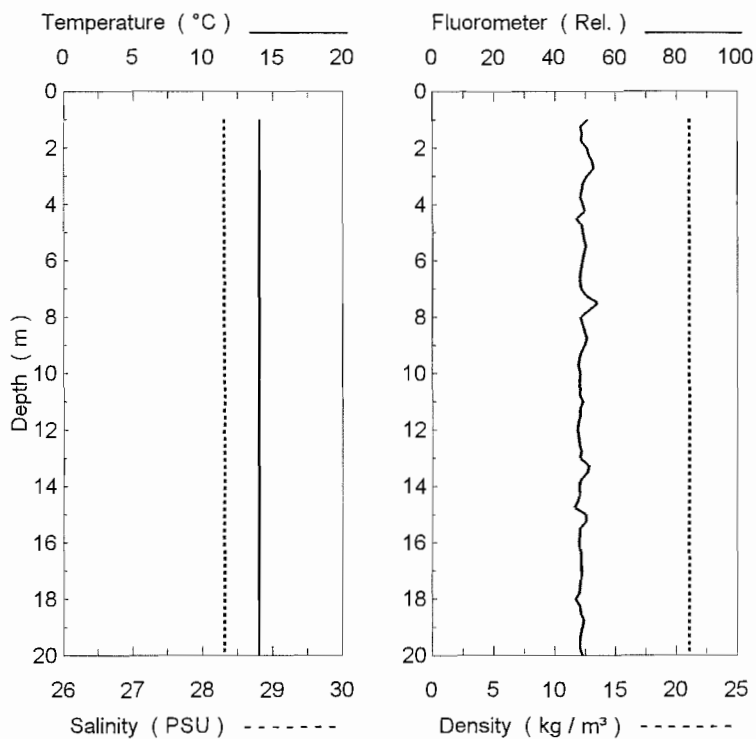 Temperature ( °C )
0 5 10 15 20
Fluorometer ( Rel. )
0 20 40 60 80 100
0
2
4
6
8
10
12
14
16
18
20
Depth ( m )
0
2
4
6
8
10
12
14
16
18
20
26 27 28 29 30
Salinity ( PSU )
0 5 10 15 20 25
Density ( kg / m³ )